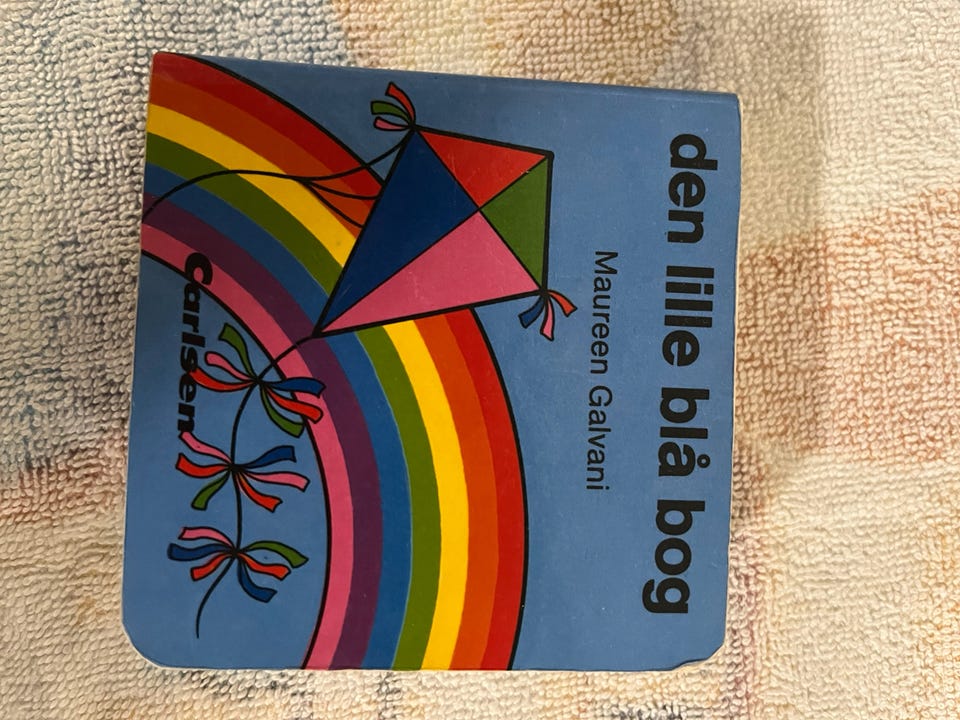 den lille blå bog
Maureen Galvani
Carlsen